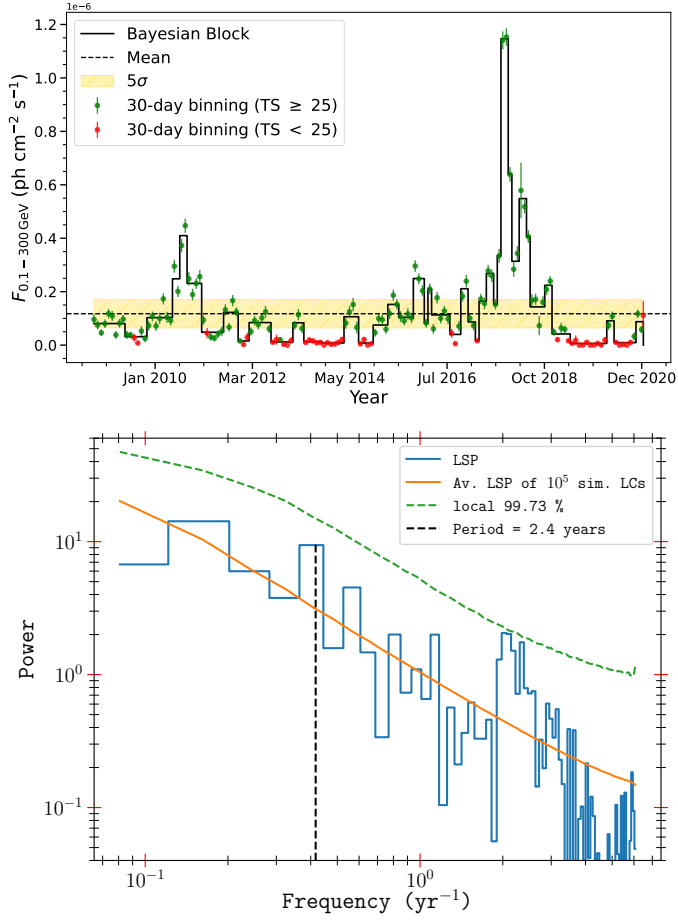 1e−6
1.2
1.0
0.8
0.6
0.4
0.2
0.0
F0.1−300 GeV (ph cm−2 s−1)
Bayesian Block
Mean
5σ
30-day binning (TS ≥ 25)
30-day binning (TS < 25)
Jan 2010 Mar 2012 May 2014 Jul 2016 Oct 2018 Dec 2020
Year
LSP
Av. LSP of 10^5 sim. LCs
local 99.73 %
Period = 2.4 years
10^1
10^0
10^−1
Power
10^−1 10^0
Frequency (yr^−1)